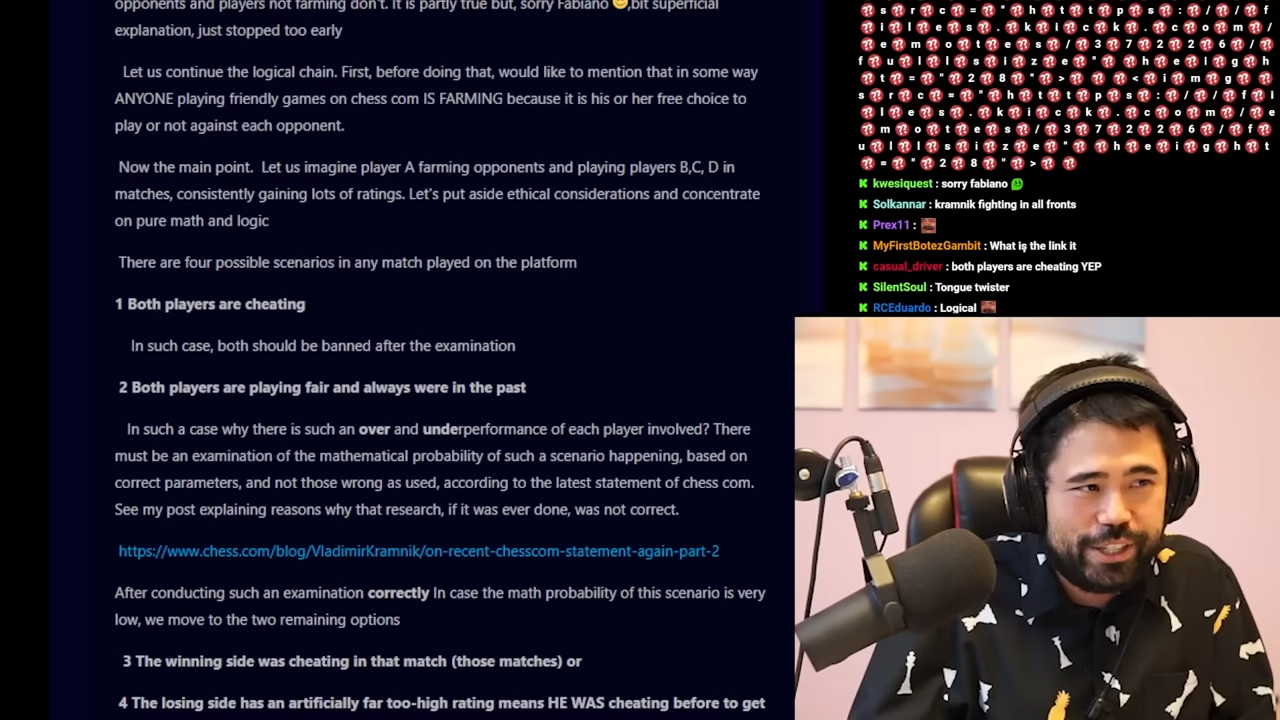 opponents and players not farming don't. It is partly true but, sorry Fabiano 😊,bit superficial
explanation, just stopped too early
Let us continue the logical chain. First, before doing that, would like to mention that in some way
ANYONE playing friendly games on chess com IS FARMING because it is his or her free choice to
play or not against each opponent.
Now the main point. Let us imagine player A farming opponents and playing players B,C, D in
matches, consistently gaining lots of ratings. Let's put aside ethical considerations and concentrate
on pure math and logic
There are four possible scenarios in any match played on the platform
1 Both players are cheating
In such case, both should be banned after the examination
2 Both players are playing fair and always were in the past
In such a case why there is such an over and underperformance of each player involved? There
must be an examination of the mathematical probability of such a scenario happening, based on
correct parameters, and not those wrong as used, according to the latest statement of chess com.
See my post explaining reasons why that research, if it was ever done, was not correct.
https://www.chess.com/blog/VladimirKramnik/on-recent-chesscom-statement-again-part-2
After conducting such an examination correctly In case the math probability of this scenario is very
low, we move to the two remaining options
3 The winning side was cheating in that match (those matches) or
4 The losing side has an artificially far too-high rating means HE WAS cheating before to get
s r c = " h t t p s : / / f
i l e s . k i c k . c o m /
e m o t e s / 3 7 2 2 6 /
f u l l s i z e " h e i g h
t = " 2 8 " > < i m g
s r c = " h t t p s : / / f i
l e s . k i c k . c o m / e
m o t e s / 3 7 2 2 6 / f
u l l s i z e " h e i g h t
= " 2 8 " >
kwesiquest : sorry fabiano
Solkannar : kramnik fighting in all fronts
Prex11 :
MyFirstBotezGambit : What is the link it
casual_driver : both players are cheating YEP
SilentSoul : Tongue twister
RCEduardo : Logical